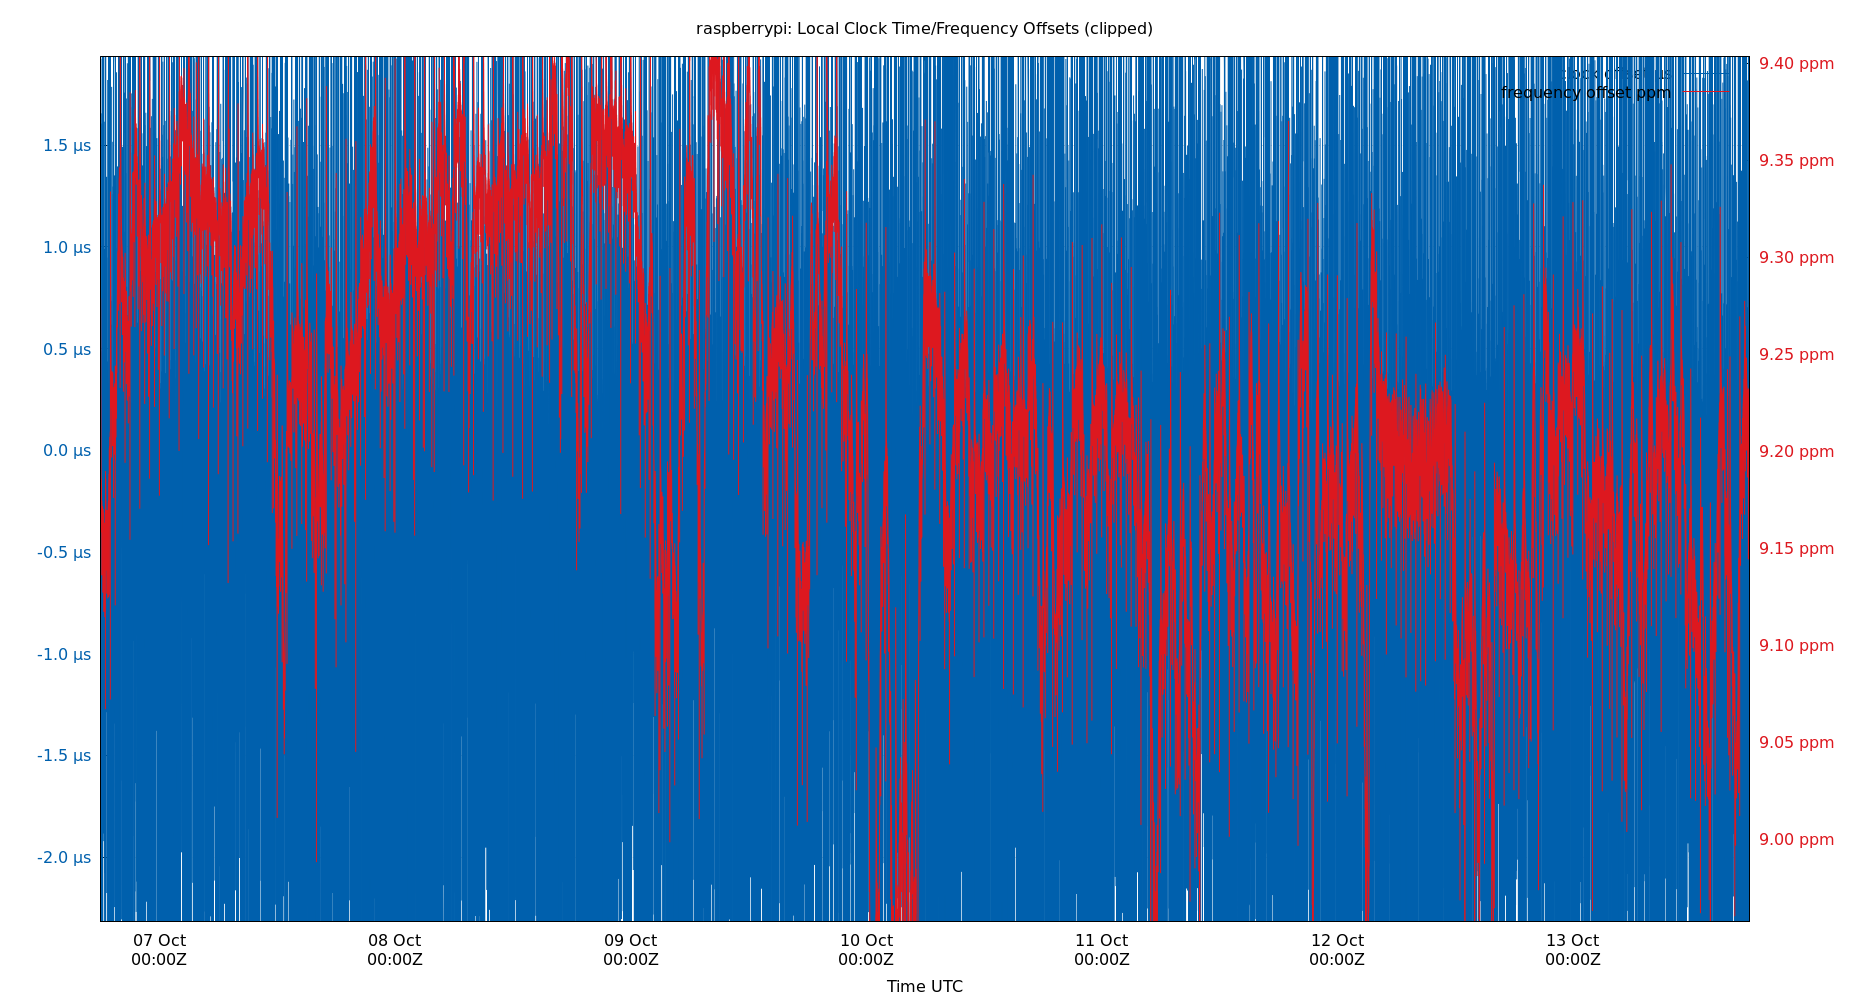 raspberrypi: Local Clock Time/Frequency Offsets (clipped)
9.40 ppm
clock offset µs
frequency offset ppm
1.5 µs
9.35 ppm
1.0 µs
9.30 ppm
0.5 µs
9.25 ppm
0.0 µs
9.20 ppm
-0.5 µs
9.15 ppm
-1.0 µs
9.10 ppm
-1.5 µs
9.05 ppm
-2.0 µs
9.00 ppm
07 Oct 08 Oct 09 Oct 10 Oct 11 Oct 12 Oct 13 Oct
00:00Z 00:00Z 00:00Z 00:00Z 00:00Z 00:00Z 00:00Z
Time UTC